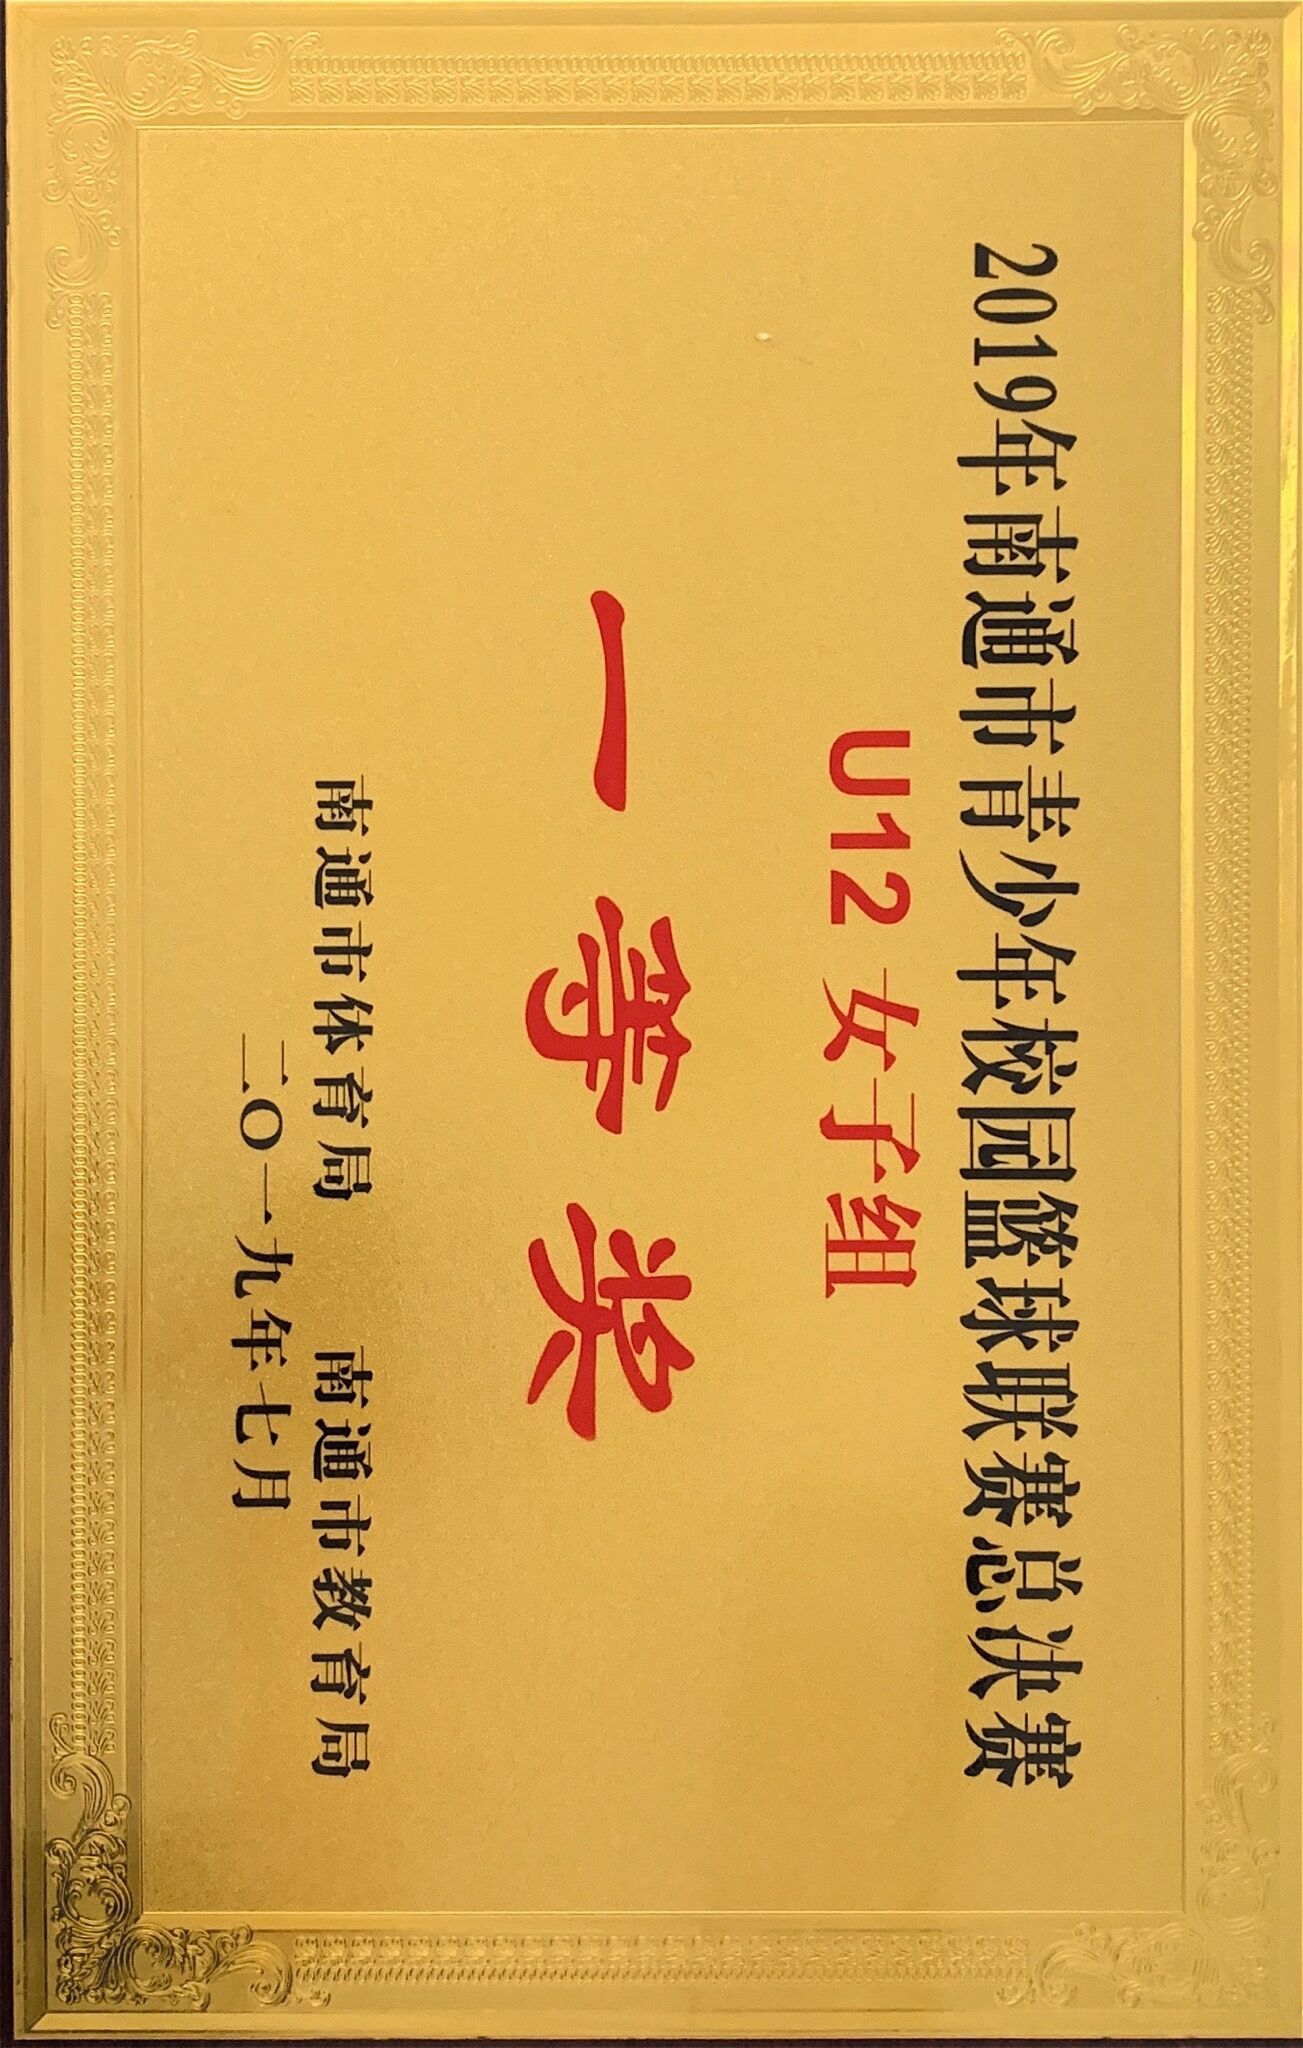 2019年南通市青少年校园篮球联赛总决赛
U12 女子组
一等奖
南通市体育局 南通市教育局
二〇一九年七月